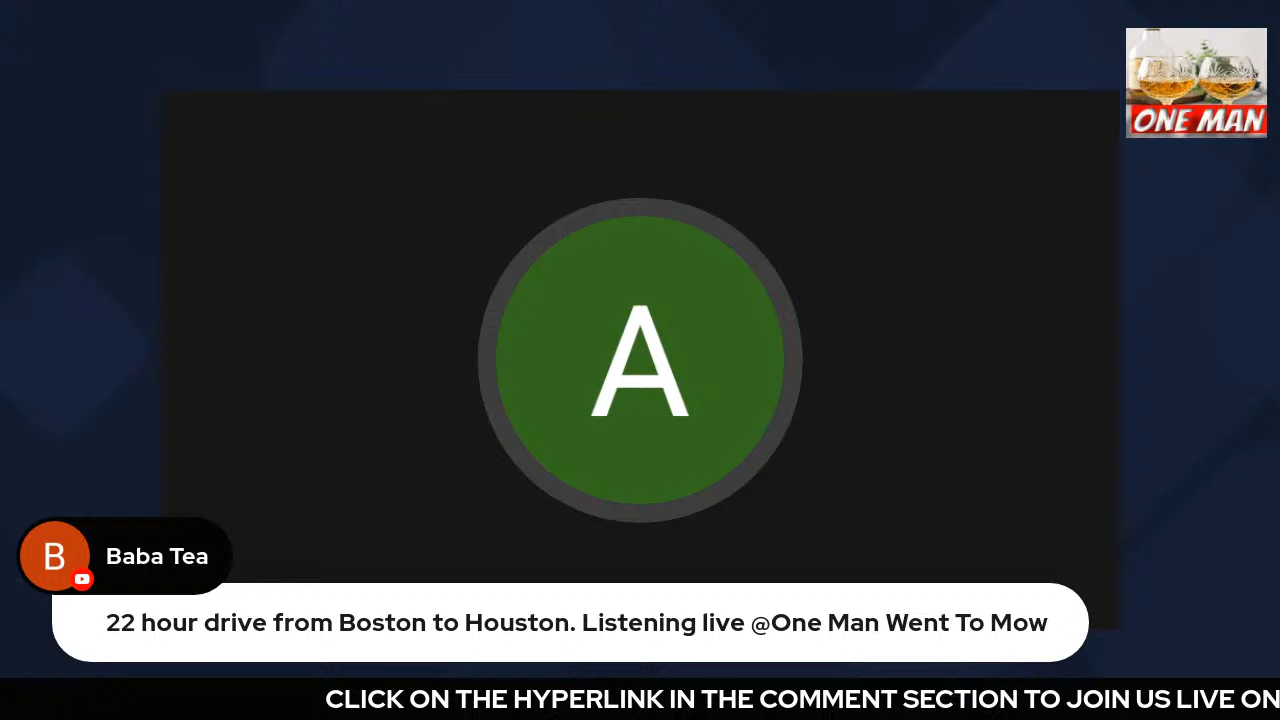 ONE MAN
A
B
Baba Tea
22 hour drive from Boston to Houston. Listening live @One Man Went To Mow
CLICK ON THE HYPERLINK IN THE COMMENT SECTION TO JOIN US LIVE ON